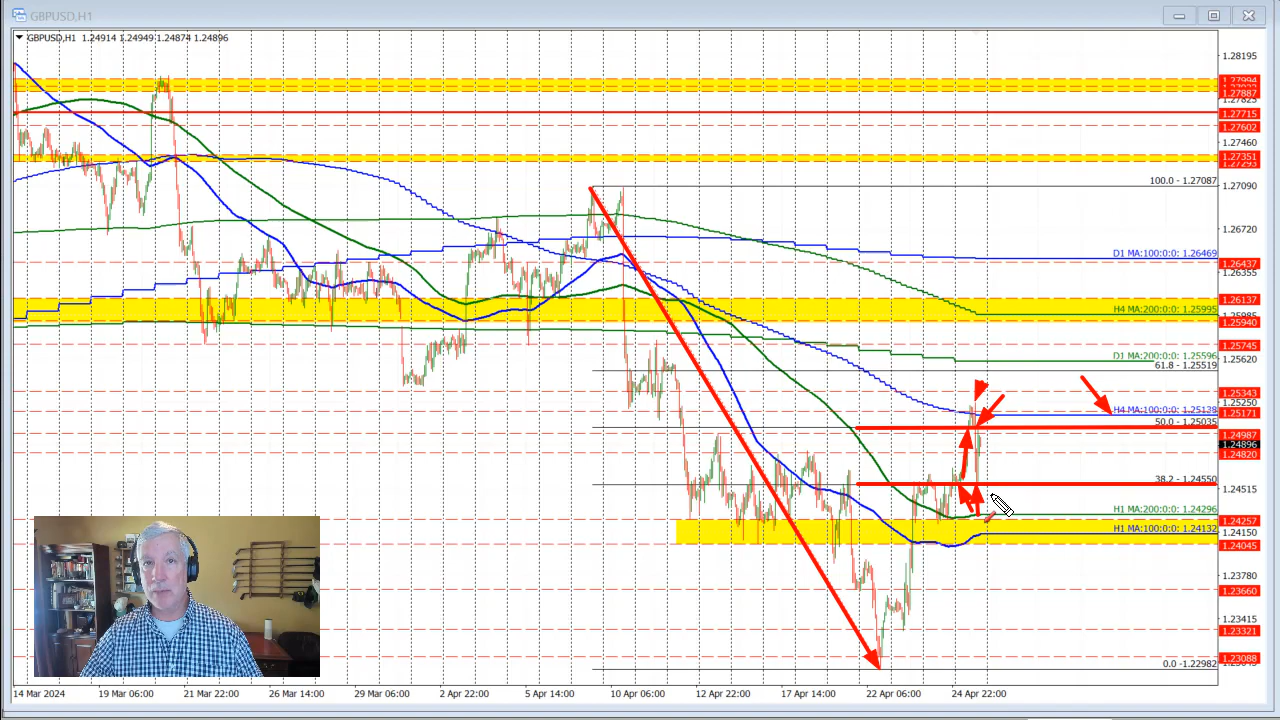 GBPUSD,H1
GBPUSD,H1 1.24914 1.24949 1.24874 1.24896
1.28195
1.27887
1.27825
1.27715
1.27602
1.27460
1.27351
100.0 - 1.27087
1.27090
1.26720
D1 MA:100:0:0: 1.26469
1.26437
1.26355
1.26137
H4 MA:200:0:0: 1.25995
1.25985
1.25940
1.25745
D1 MA:200:0:0: 1.25596
1.25620
61.8 - 1.25519
1.25343
1.25250
H4 MA:100:0:0: 1.25138
1.25171
50.0 - 1.25035
1.24987
1.24896
1.24820
38.2 - 1.24550
1.24515
H1 MA:200:0:0: 1.24296
1.24257
H1 MA:100:0:0: 1.24132
1.24150
1.24045
1.23780
1.23660
1.23415
1.23321
0.0 - 1.22982
1.23088
14 Mar 2024 19 Mar 06:00 21 Mar 22:00 26 Mar 14:00 29 Mar 06:00 2 Apr 22:00 5 Apr 14:00 10 Apr 06:00 12 Apr 22:00 17 Apr 14:00 22 Apr 06:00 24 Apr 22:00